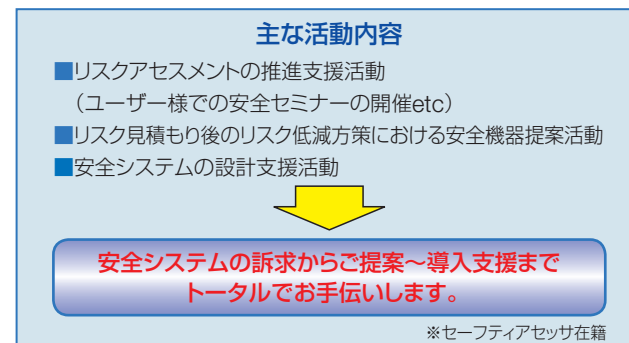 主な活動内容
■リスクアセスメントの推進支援活動
（ユーザー様での安全セミナーの開催etc）
■リスク見積もり後のリスク低減方策における安全機器提案活動
■安全システムの設計支援活動
安全システムの訴求からご提案～導入支援まで
トータルでお手伝いします。
※セーフティアセッサ在籍